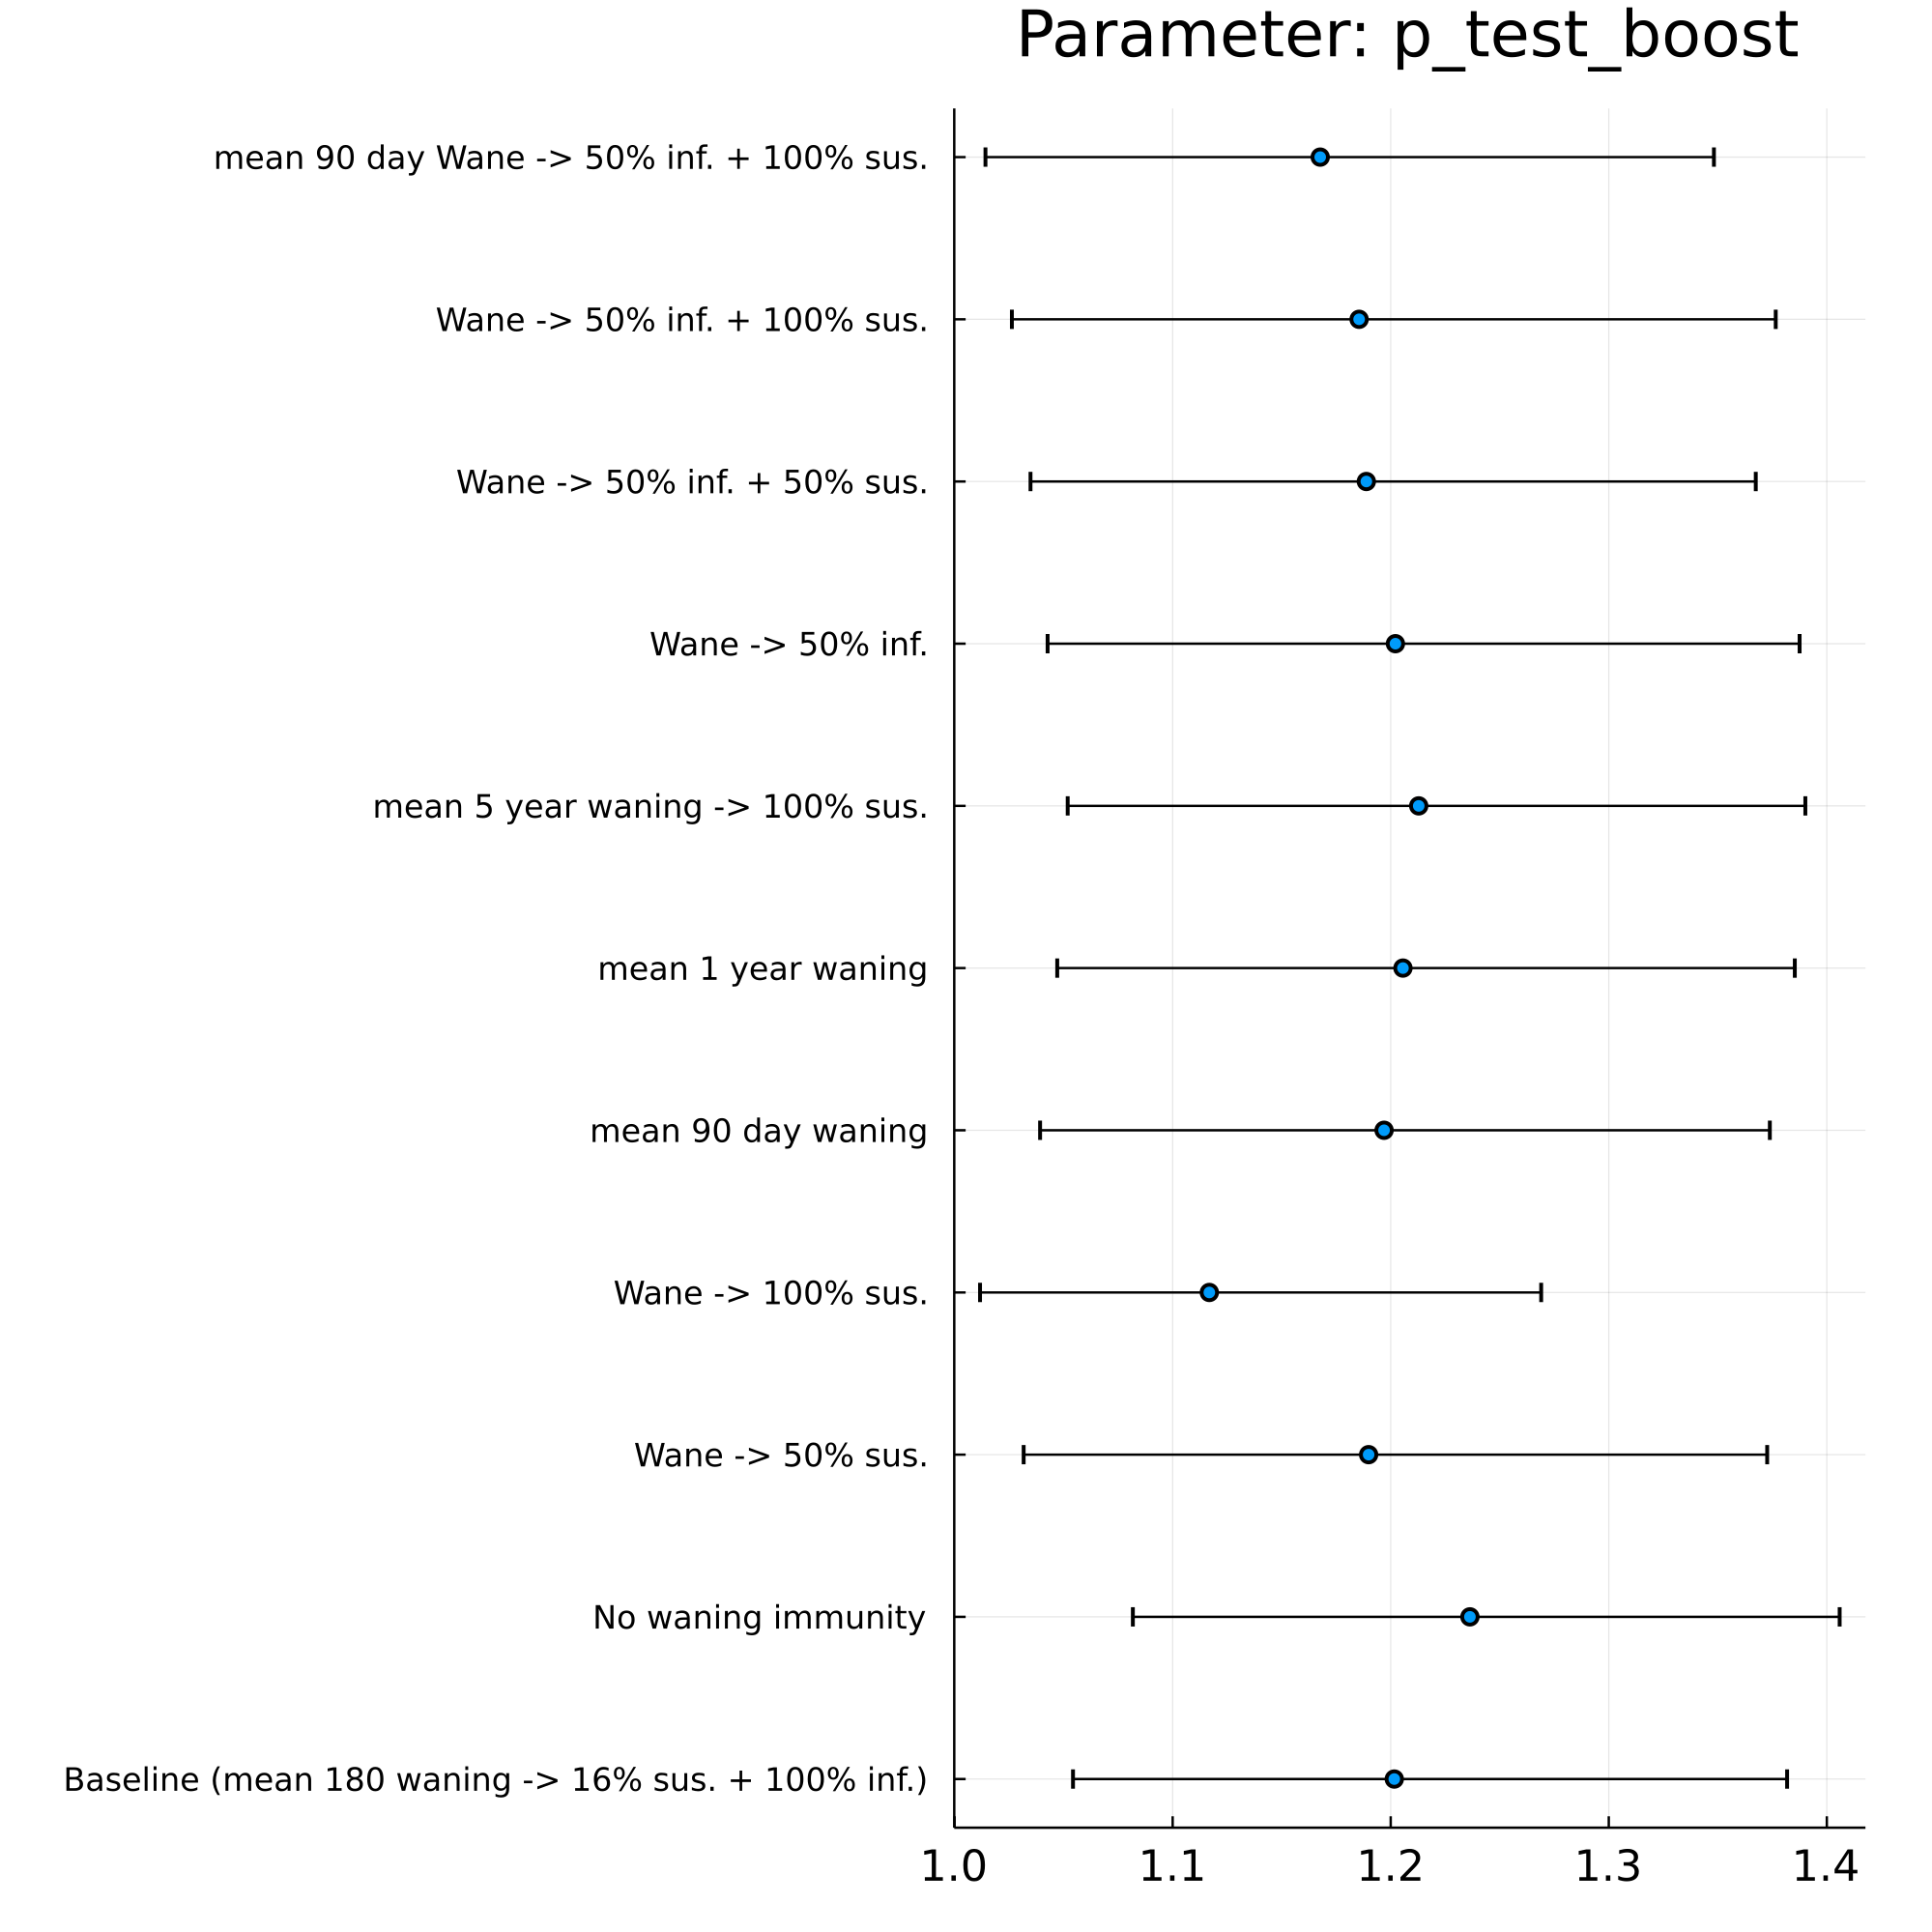 Parameter: p_test_boost
mean 90 day Wane -> 50% inf. + 100% sus.
Wane -> 50% inf. + 100% sus.
Wane -> 50% inf. + 50% sus.
Wane -> 50% inf.
mean 5 year waning -> 100% sus.
mean 1 year waning
mean 90 day waning
Wane -> 100% sus.
Wane -> 50% sus.
No waning immunity
Baseline (mean 180 waning -> 16% sus. + 100% inf.)
1.0 1.1 1.2 1.3 1.4